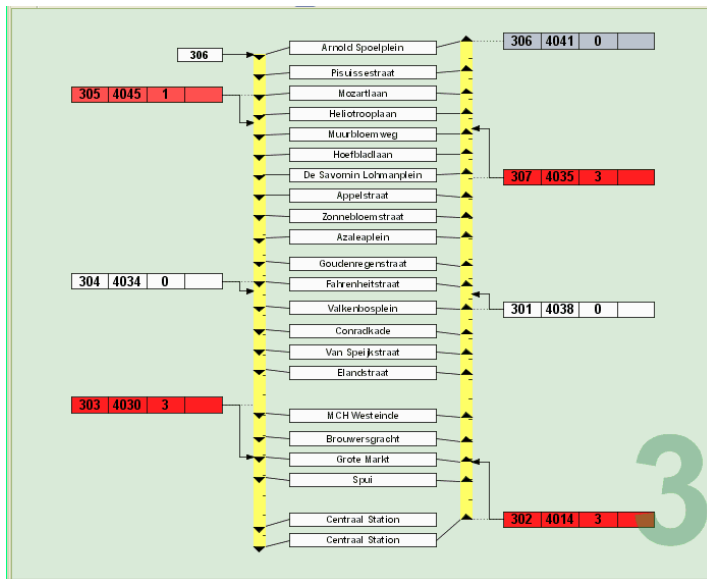 306 4041 0
Arnold Spoelplein
306
Pisuissestraat
305 4045 1
Mozartlaan
Heliotrooplaan
Muurbloemweg
Hoefbladlaan
De Savornin Lohmanplein
307 4035 3
Appelstraat
Zonnebloemstraat
Azaleaplein
Goudenregenstraat
304 4034 0
Fahrenheitstraat
Valkenbosplein
301 4038 0
Conradkade
Van Speijkstraat
Elandstraat
303 4030 3
MCH Westeinde
Brouwersgracht
Grote Markt
Spui
3
Centraal Station
302 4014 3
Centraal Station